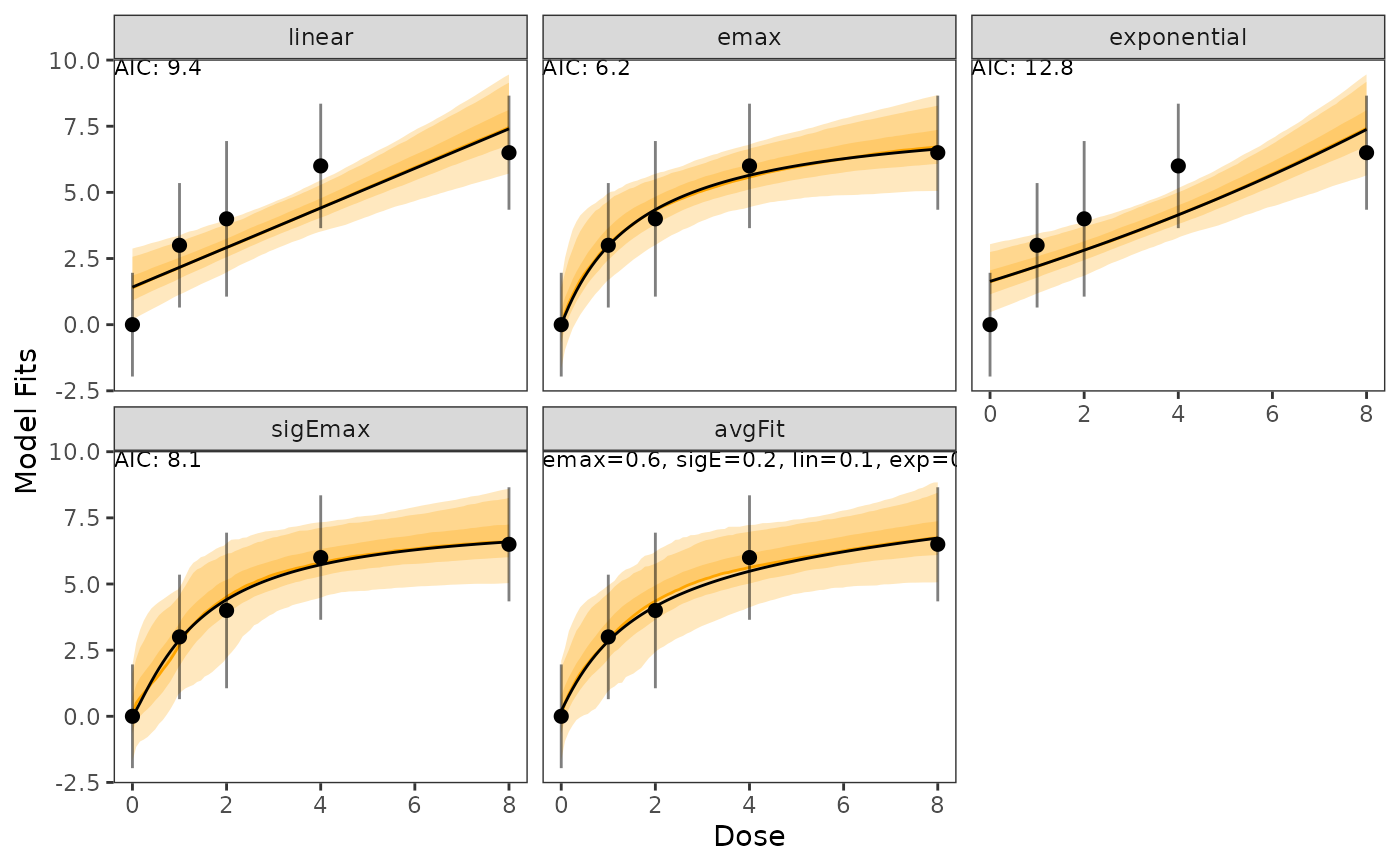 linear
emax
exponential
AIC: 9.4
AIC: 6.2
AIC: 12.8
10.0
7.5
5.0
2.5
0.0
-2.5
0 2 4 6 8
Model Fits
sigEmax
avgFit
AIC: 8.1
emax=0.6, sigE=0.2, lin=0.1, exp=
10.0
7.5
5.0
2.5
0.0
-2.5
0 2 4 6 8
0 2 4 6 8
Dose